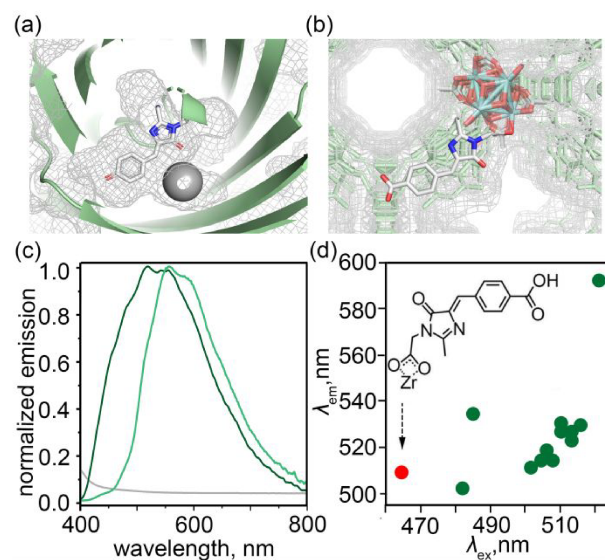 (a)
(b)
(c)
(d)
normalized emission
1.0
0.8
0.6
0.4
0.2
0.0
400
600
800
wavelength, nm
λem,nm
600
580
560
540
520
500
470
490
510
λex,nm
O
N
N
OH
O
O
O
Zr